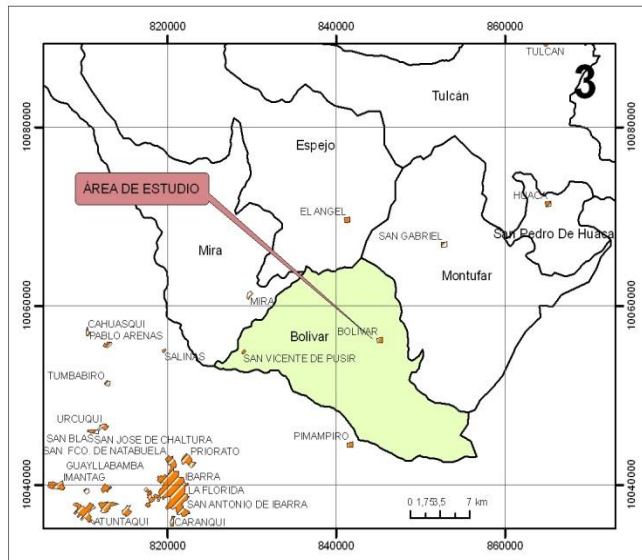 820000
840000
860000
TULCAN
3
Tulcán
10080000
10080000
Espejo
ÁREA DE ESTUDIO
HUACA
EL ANGEL
San Pedro De Huaca
SAN GABRIEL
Mira
Montufar
10060000
10060000
MIRA
CAHUASQUI
Bolivar
BOLIVAR
PABLO ARENAS
SALINAS
SAN VICENTE DE PUSIR
TUMBABIRO
URCUQUI
SAN BLAS
SAN JOSE DE CHALTURA
PIMAMPIRO
SAN FCO. DE NATABUELA
PRIORATO
GUAYLLABAMBA
IMANTAG
IBARRA
10040000
10040000
LA FLORIDA
SAN ANTONIO DE IBARRA
0 1,753,5 7 km
ATUNTAQUI
CARANQUI
820000
840000
860000